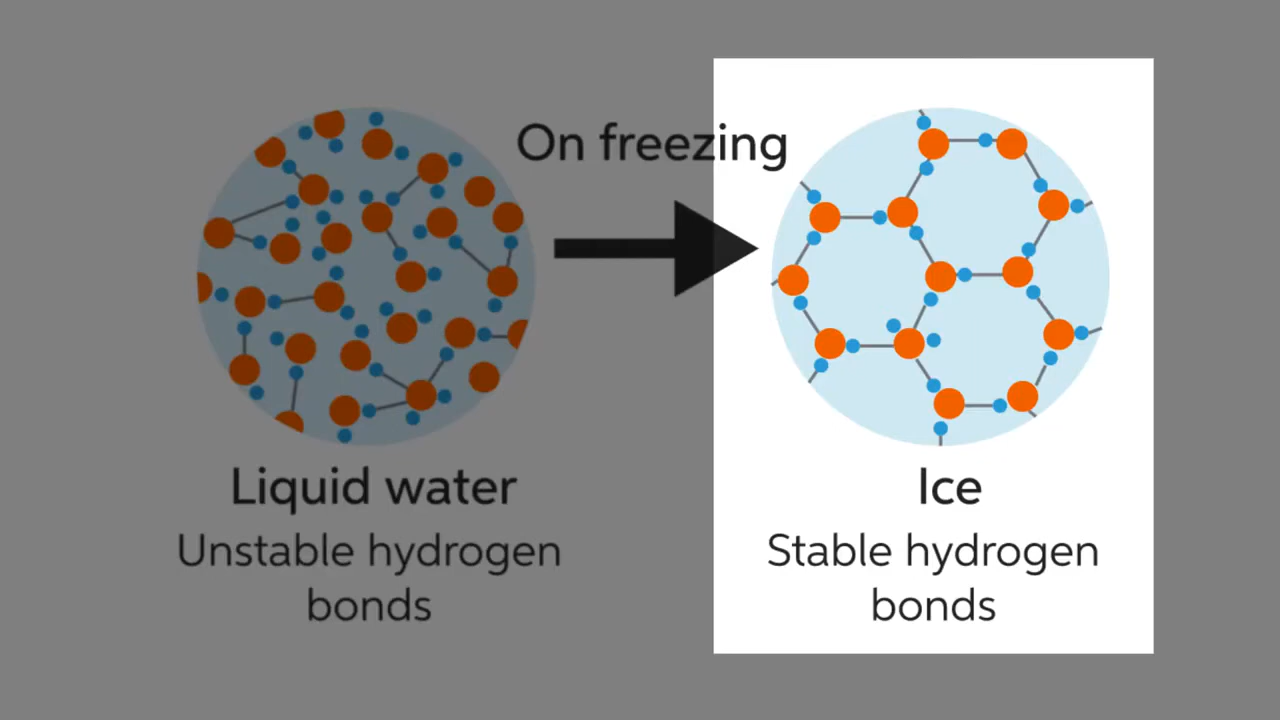 On freezing
Liquid water
Unstable hydrogen
bonds
Ice
Stable hydrogen
bonds